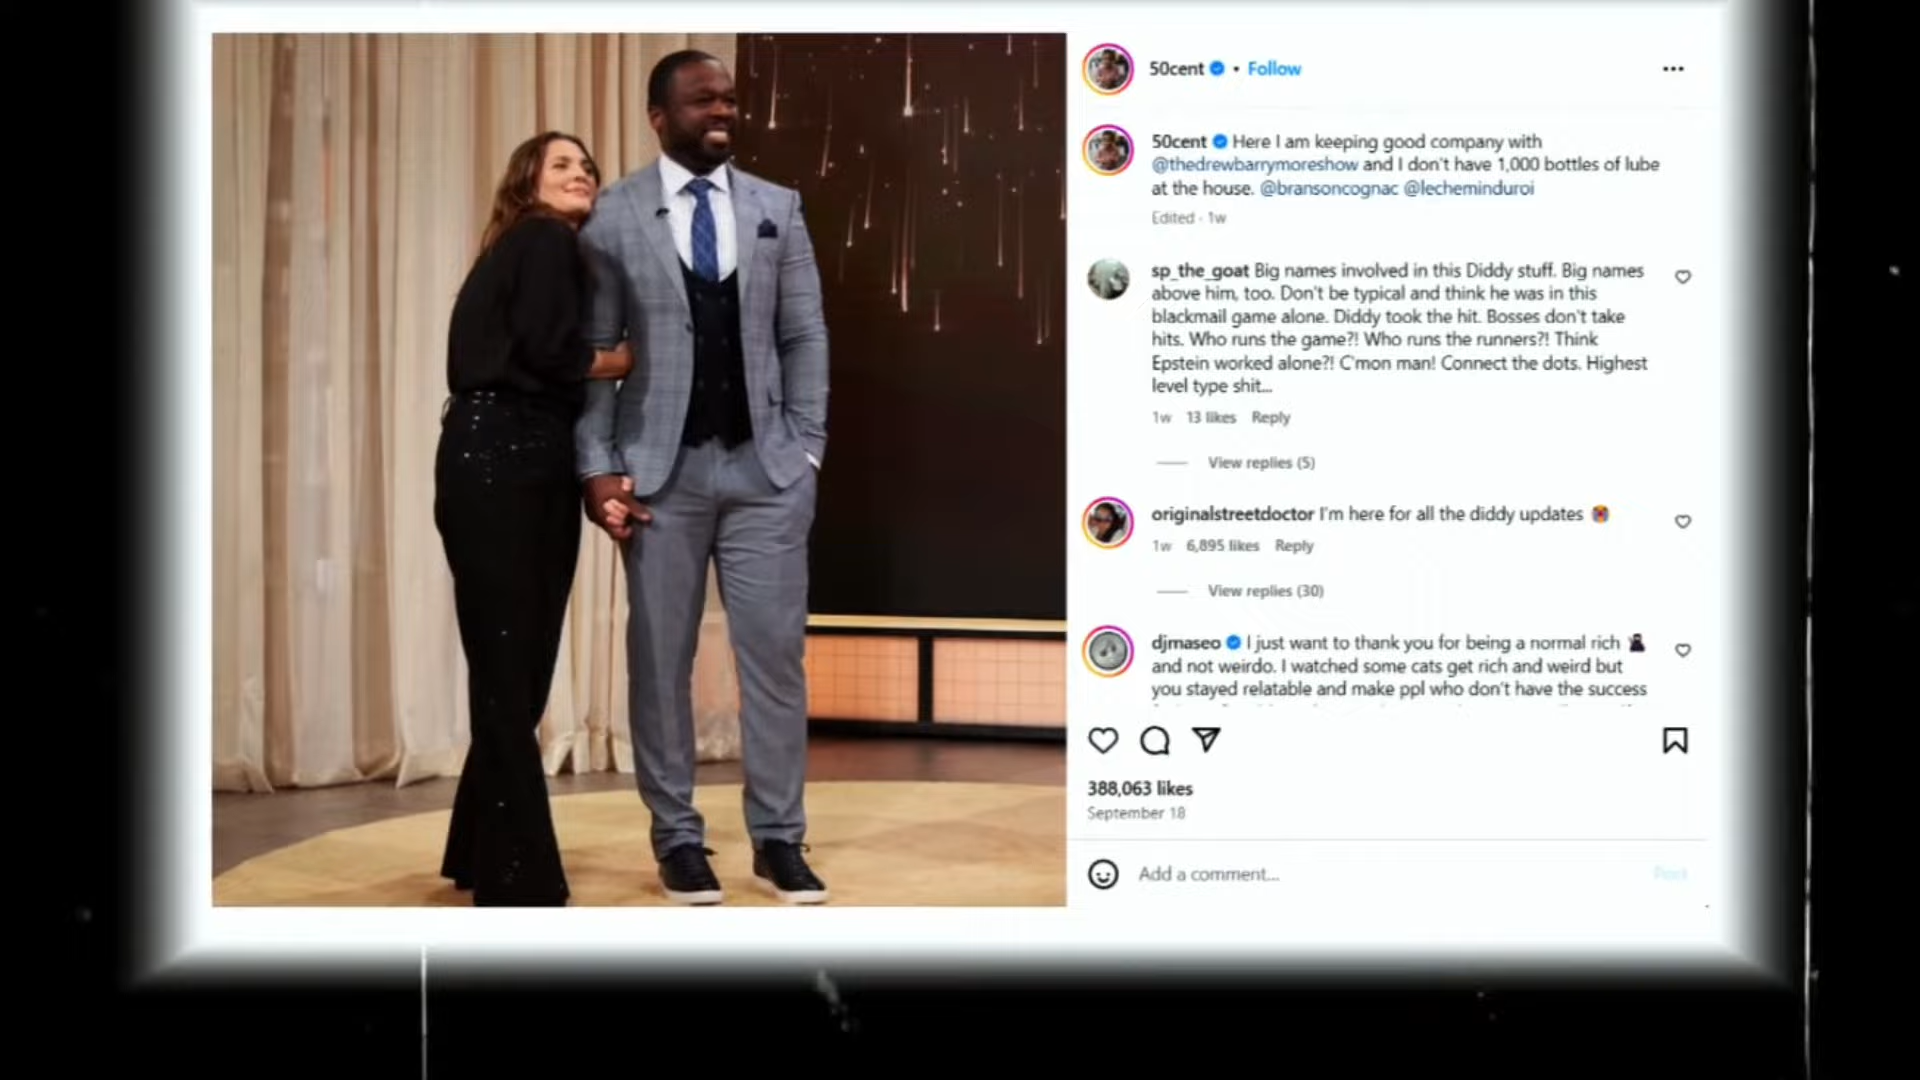 50cent • Follow
50cent Here I am keeping good company with
@thedrewbarrymoreshow and I don't have 1,000 bottles of lube
at the house. @bransoncognac @lecheminduroi
Edited · 1w
sp_the_goat Big names involved in this Diddy stuff. Big names
above him, too. Don't be typical and think he was in this
blackmail game alone. Diddy took the hit. Bosses don't take
hits. Who runs the game?! Who runs the runners?! Think
Epstein worked alone?! C'mon man! Connect the dots. Highest
level type shit...
1w 13 likes Reply
View replies (5)
originalstreetdoctor I'm here for all the diddy updates
1w 6,895 likes Reply
View replies (30)
djmaseo I just want to thank you for being a normal rich
and not weirdo. I watched some cats get rich and weird but
you stayed relatable and make ppl who don't have the success
388,063 likes
September 18
Add a comment...
Post